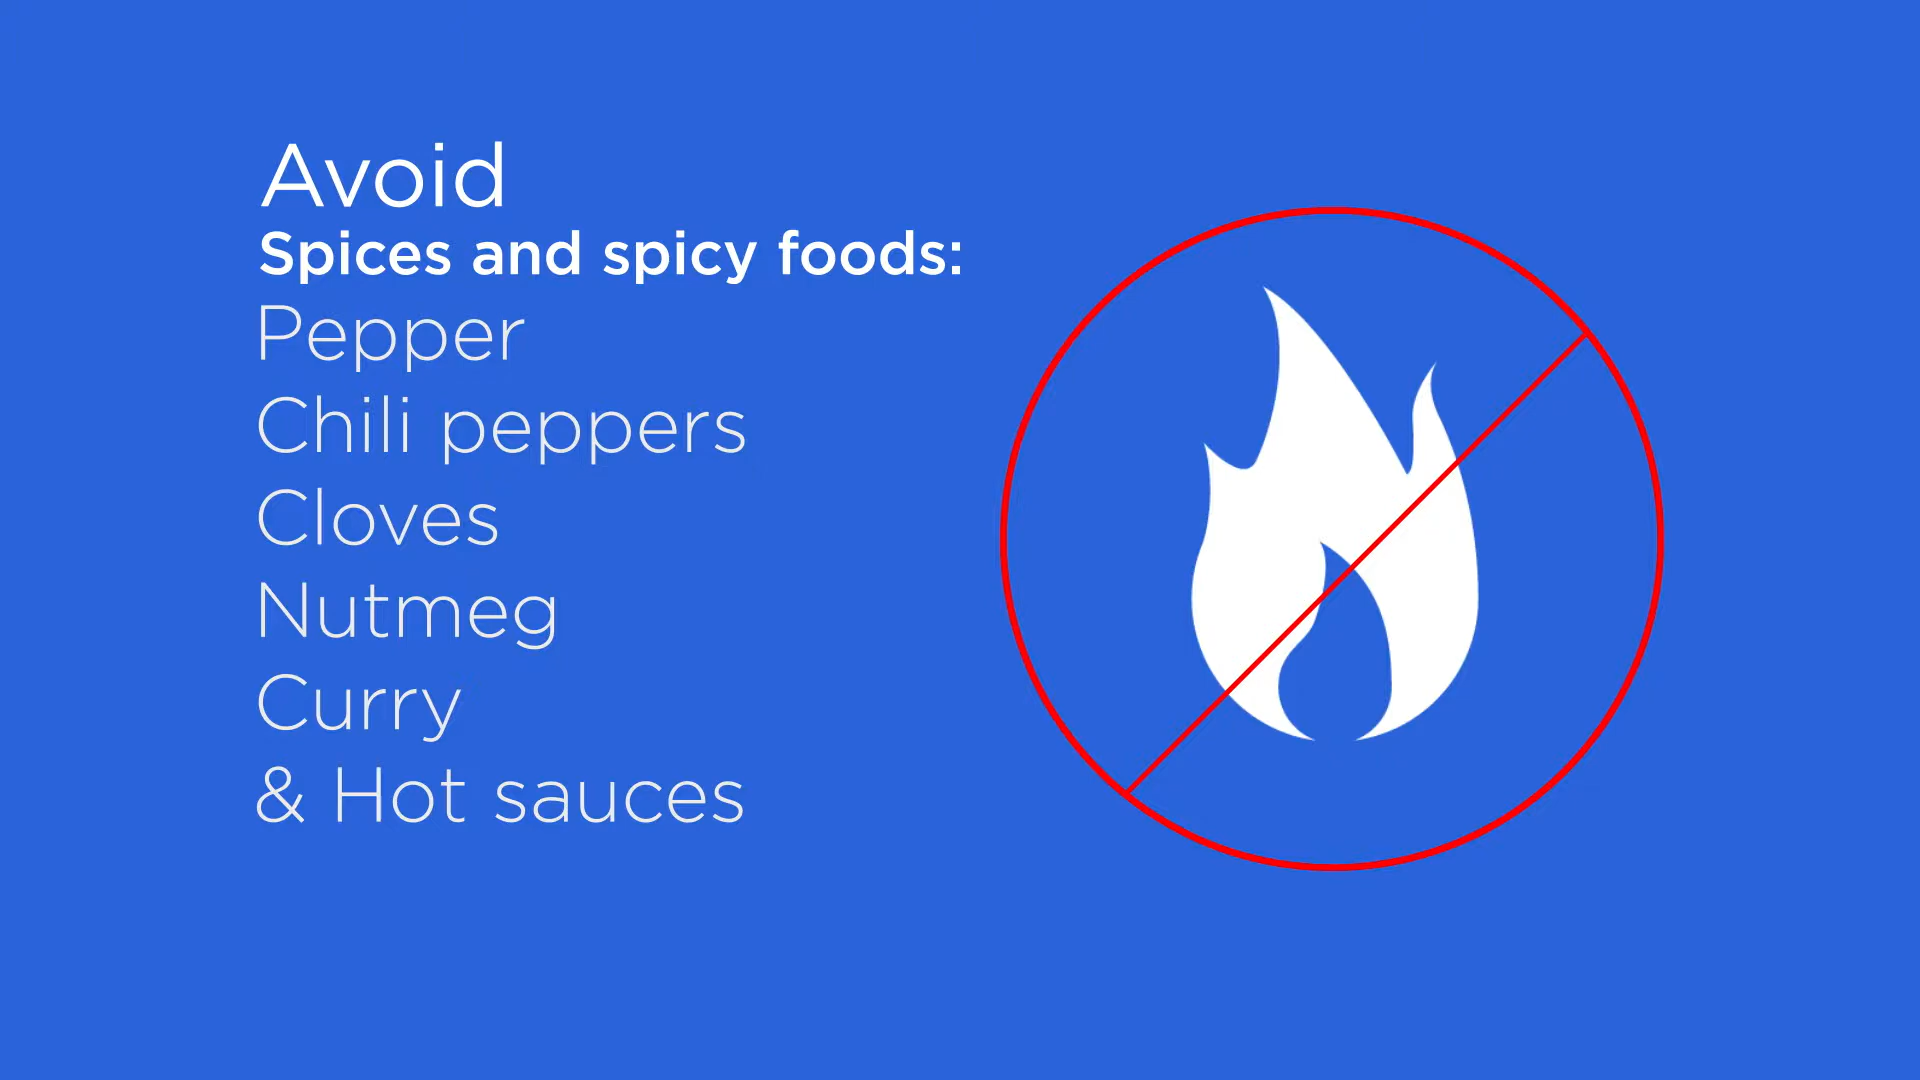 Avoid
Spices and spicy foods:
Pepper
Chili peppers
Cloves
Nutmeg
Curry
& Hot sauces